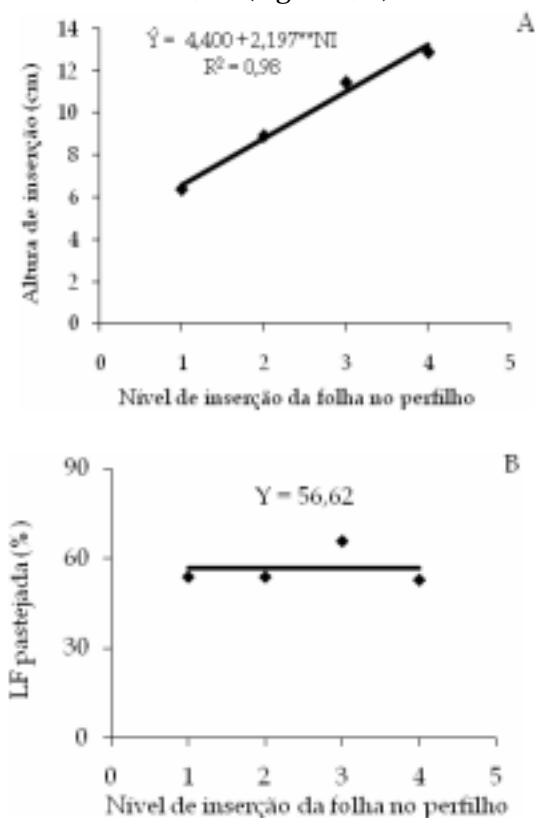 A
Ŷ = 4,400 + 2,197**NI
R² = 0,98
14
12
10
8
6
4
2
0
Altura de inserção (cm)
0 1 2 3 4 5
Nível de inserção da folha no perfilho
B
Y = 56,62
90
60
30
0
LF pastejada (%)
0 1 2 3 4 5
Nível de inserção da folha no perfilho